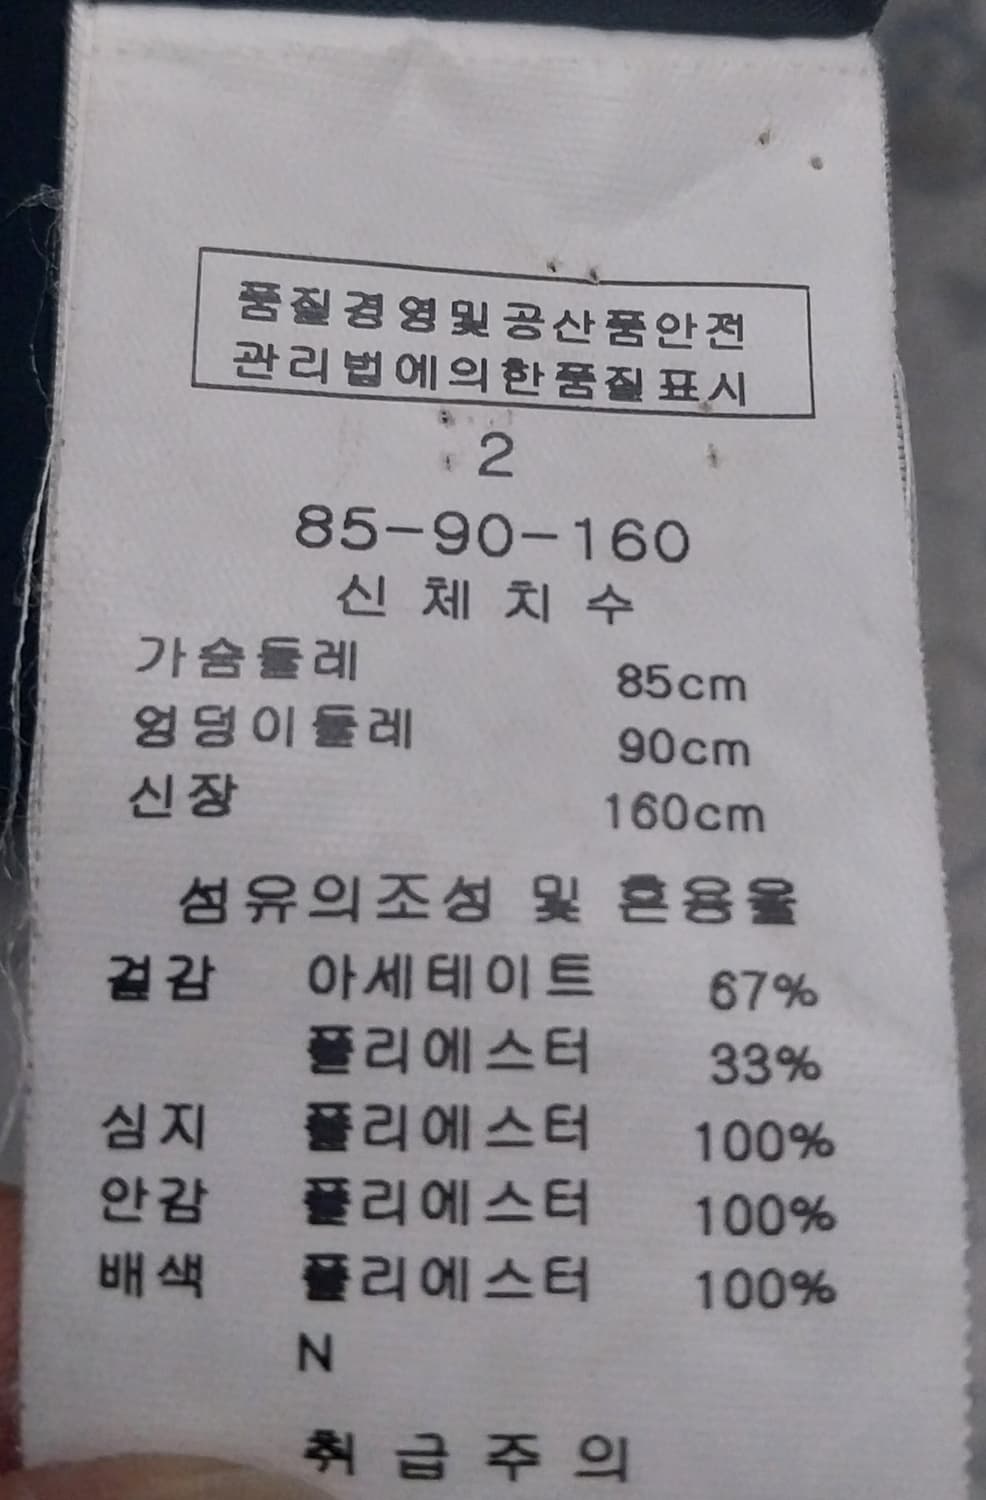 품질경영및공산품안전
관리법에의한품질표시
2
85-90-160
신체치수
가슴둘레 85cm
엉덩이둘레 90cm
신장 160cm
섬유의조성 및 혼용율
겉감 아세테이트 67%
폴리에스터 33%
심지 폴리에스터 100%
안감 폴리에스터 100%
배색 폴리에스터 100%
N
취급주의